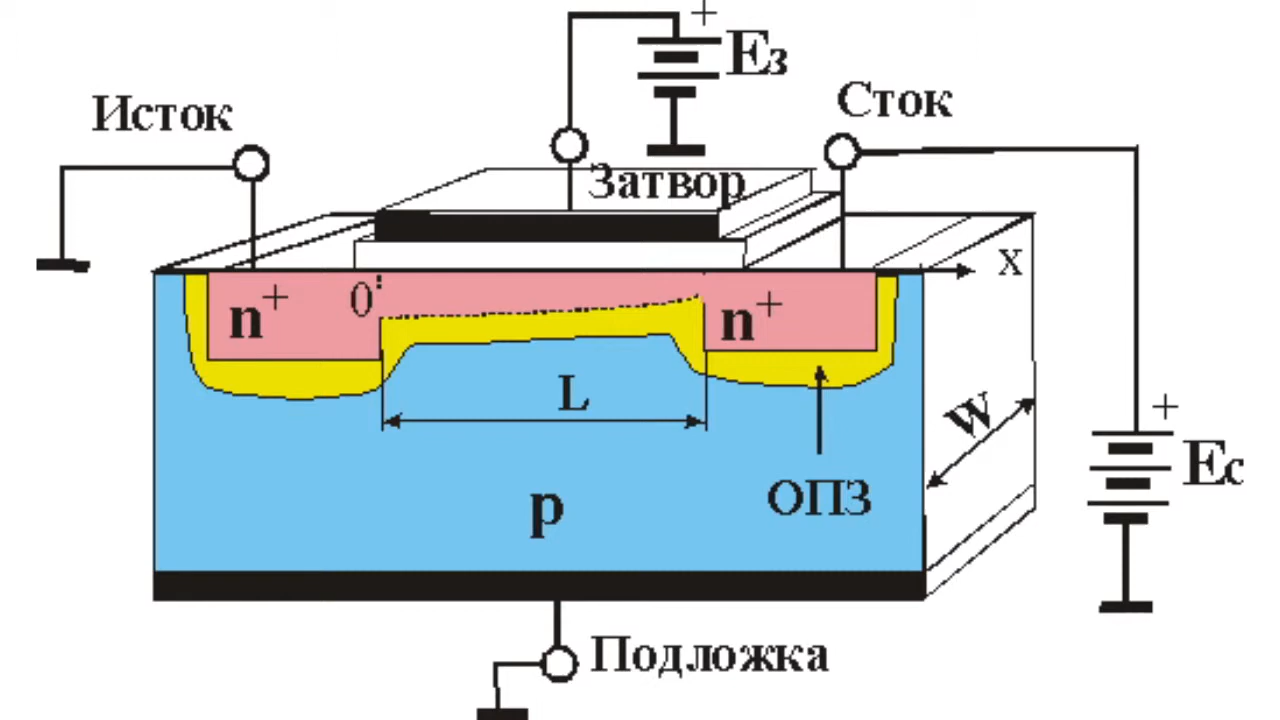 +
Eз
Исток
Сток
Затвор
x
n⁺
0
n⁺
L
W
+
Ec
p
ОПЗ
Подложка